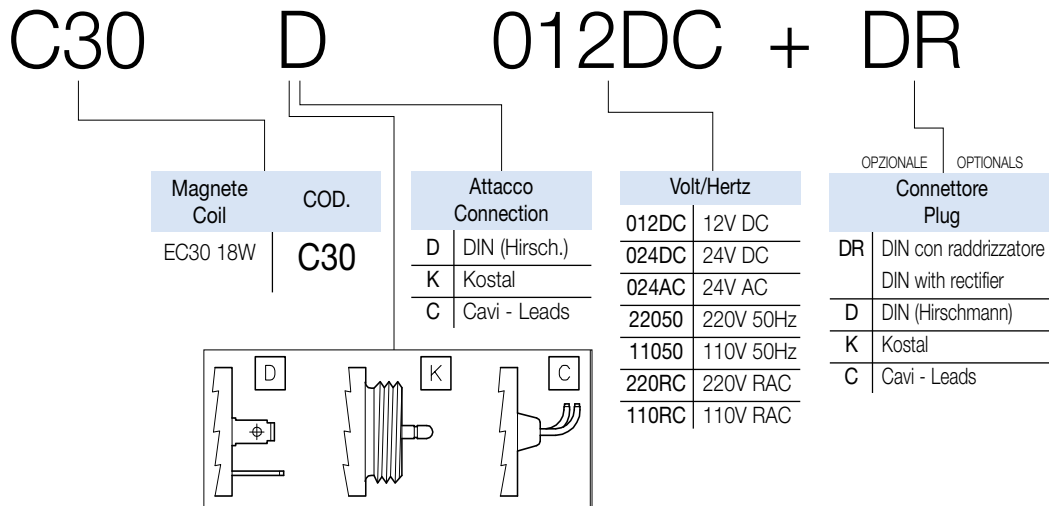 C30 D 012DC + DR
OPZIONALE OPTIONALS
Magnete
Coil
COD.
EC30 18W
C30
Attacco
Connection
D DIN (Hirsch.)
K Kostal
C Cavi - Leads
Volt/Hertz
012DC 12V DC
024DC 24V DC
024AC 24V AC
22050 220V 50Hz
11050 110V 50Hz
220RC 220V RAC
110RC 110V RAC
Connettore
Plug
DR DIN con raddrizzatore
DIN with rectifier
D DIN (Hirschmann)
K Kostal
C Cavi - Leads
D
K
C